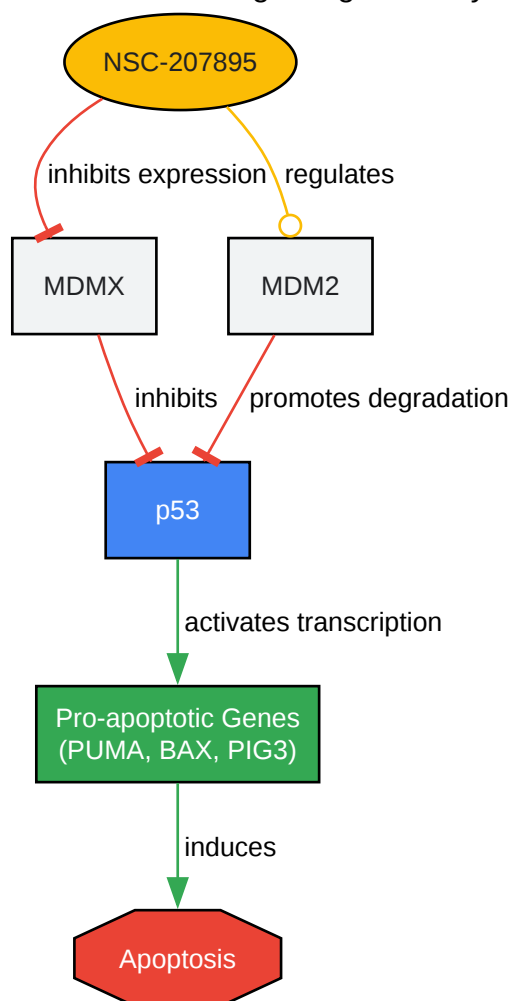 NSC-207895
inhibits expression
regulates
MDMX
MDM2
inhibits
promotes degradation
p53
activates transcription
Pro-apoptotic Genes
(PUMA, BAX, PIG3)
induces
Apoptosis